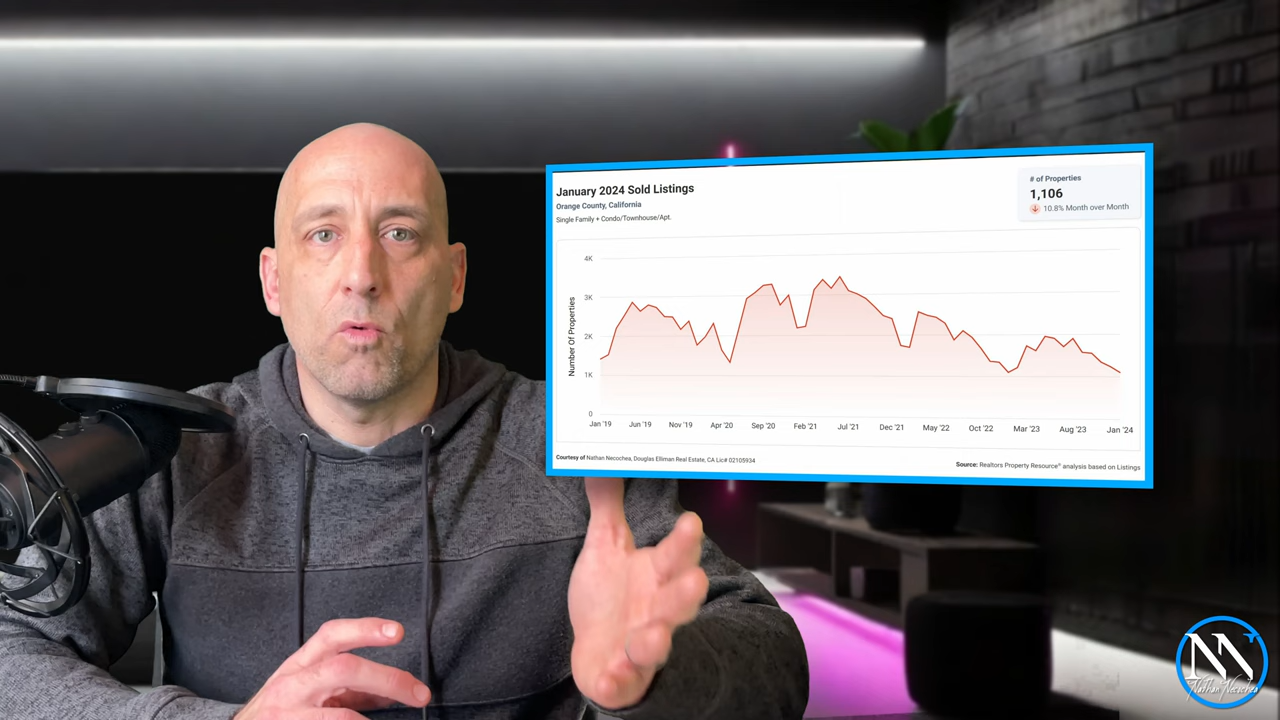 January 2024 Sold Listings
Orange County, California
Single Family + Condo/Townhouse/Apt.
# of Properties
1,106
10.8% Month over Month
Number Of Properties
4K
3K
2K
1K
0
Jan '19 Jun '19 Nov '19 Apr '20 Sep '20 Feb '21 Jul '21 Dec '21 May '22 Oct '22 Mar '23 Aug '23 Jan '24
Courtesy of Nathan Necochea, Douglas Elliman Real Estate, CA Lic# 02105934
Source: Realtors Property Resource® analysis based on Listings
NN
Nathan Necochea